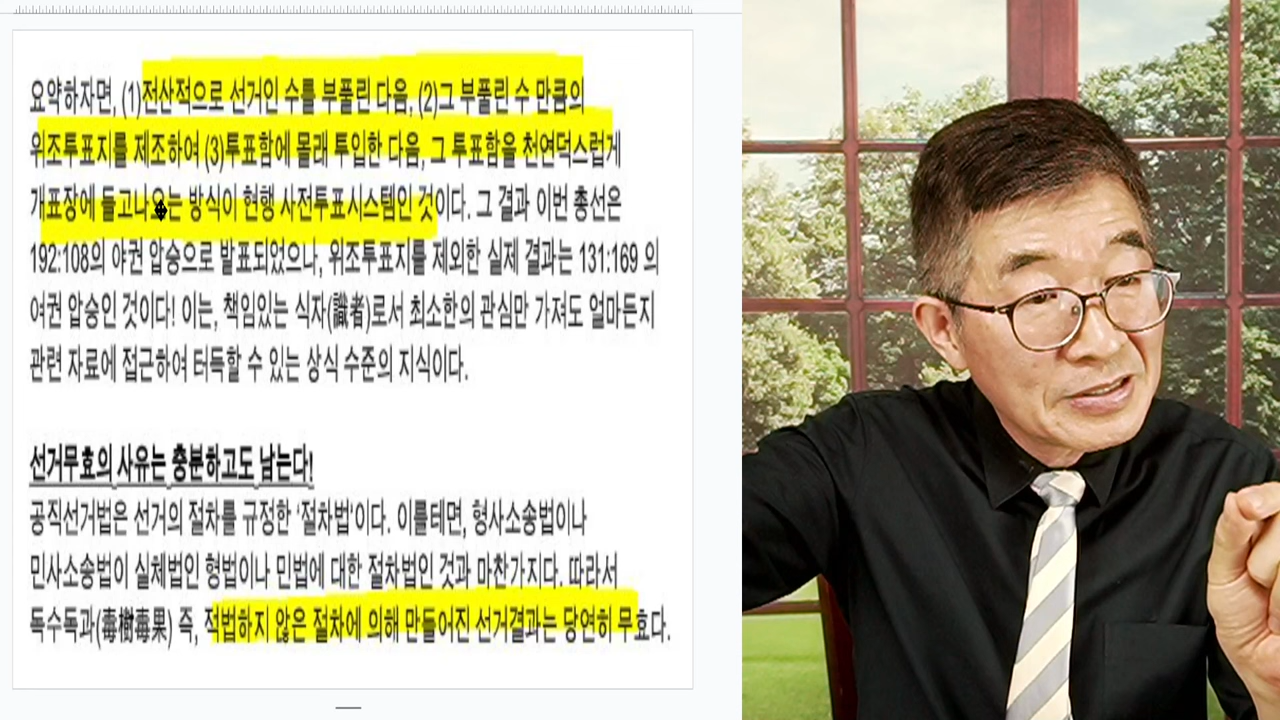 요약하자면, (1)전산적으로 선거인 수를 부풀린 다음, (2)그 부풀린 수 만큼의
위조투표지를 제조하여 (3)투표함에 몰래 투입한 다음, 그 투표함을 천연덕스럽게
개표장에 들고나오는 방식이 현행 사전투표시스템인 것이다. 그 결과 이번 총선은
192:108의 야권 압승으로 발표되었으나, 위조투표지를 제외한 실제 결과는 131:169 의
여권 압승인 것이다! 이는, 책임있는 식자(識者)로서 최소한의 관심만 가져도 얼마든지
관련 자료에 접근하여 터득할 수 있는 상식 수준의 지식이다.
선거무효의 사유는 충분하고도 남는다!
공직선거법은 선거의 절차를 규정한 '절차법'이다. 이를테면, 형사소송법이나
민사소송법이 실체법인 형법이나 민법에 대한 절차법인 것과 마찬가지다. 따라서
독수독과(毒樹毒果) 즉, 적법하지 않은 절차에 의해 만들어진 선거결과는 당연히 무효다.